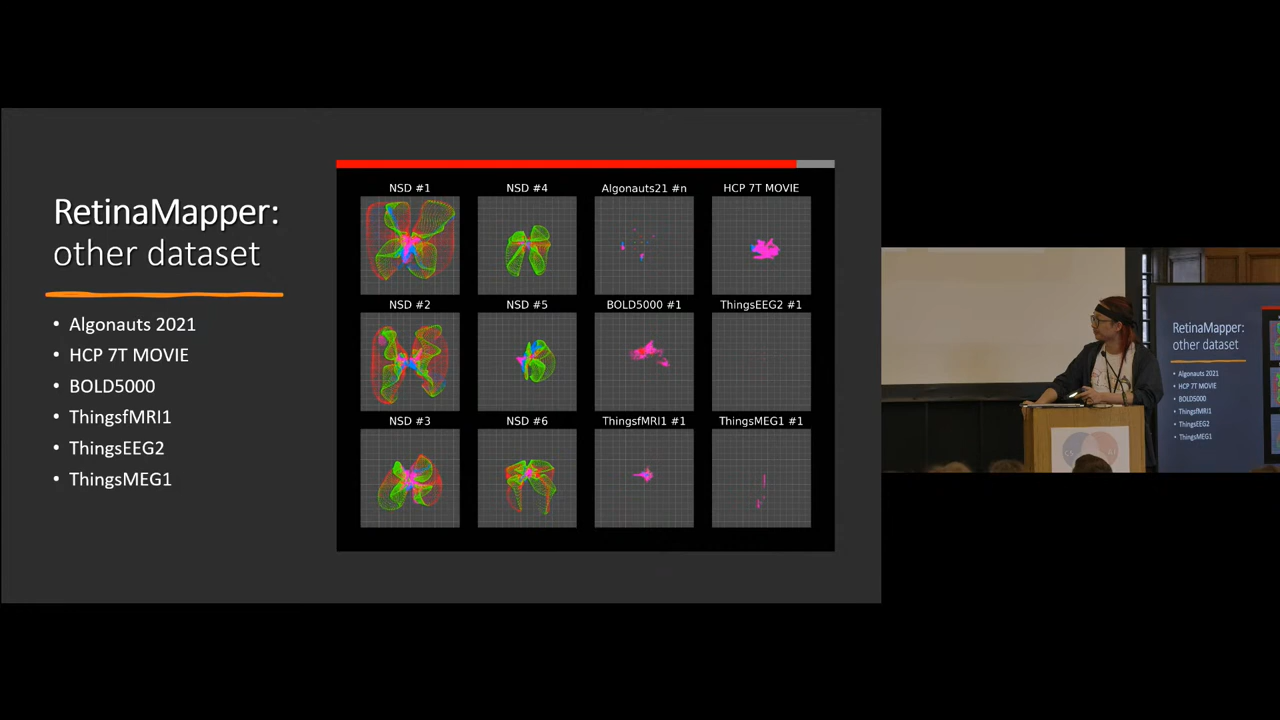 RetinaMapper:
other dataset
• Algonauts 2021
• HCP 7T MOVIE
• BOLD5000
• ThingsfMRI1
• ThingsEEG2
• ThingsMEG1
NSD #1
NSD #4
Algonauts21 #n
HCP 7T MOVIE
NSD #2
NSD #5
BOLD5000 #1
ThingsEEG2 #1
NSD #3
NSD #6
ThingsfMRI1 #1
ThingsMEG1 #1
RetinaMapper:
other dataset
• Algonauts 2021
• HCP 7T MOVIE
• BOLD5000
• ThingsfMRI1
• ThingsEEG2
• ThingsMEG1